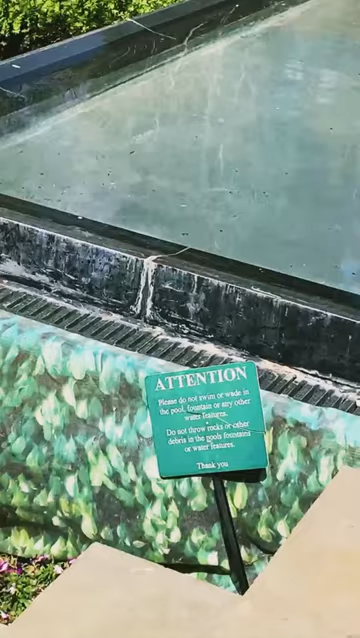 ATTENTION
Please do not swim or wade in
the pool, fountain or any other
water features.
Do not throw rocks or other
debris in the pools fountains
or water features.
Thank you